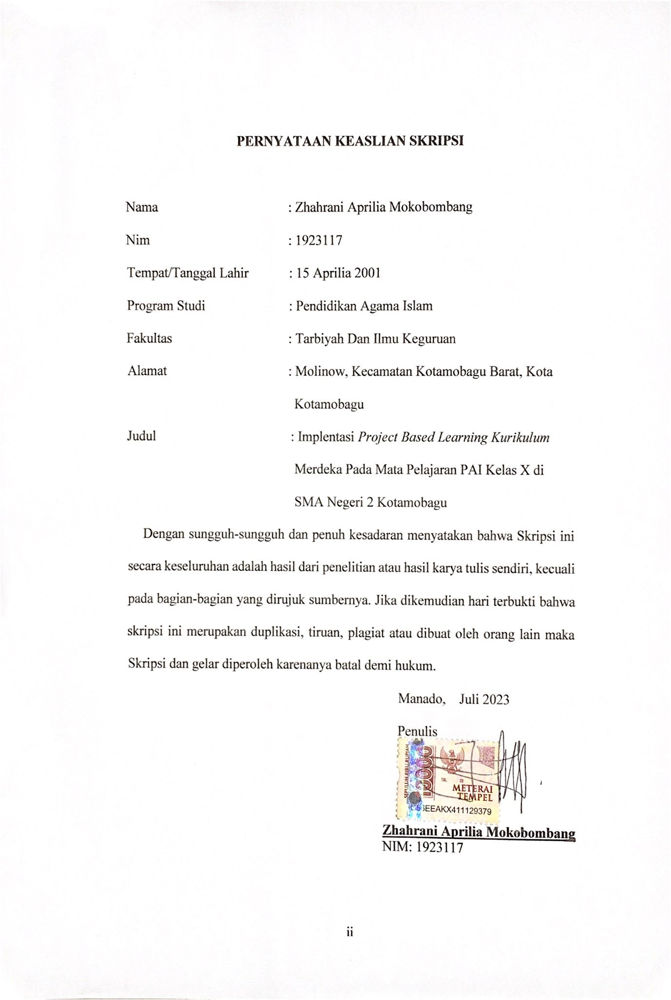 PERNYATAAN KEASLIAN SKRIPSI
Nama : Zhahrani Aprilia Mokobombang
Nim : 1923117
Tempat/Tanggal Lahir : 15 Aprilia 2001
Program Studi : Pendidikan Agama Islam
Fakultas : Tarbiyah Dan Ilmu Keguruan
Alamat : Molinow, Kecamatan Kotamobagu Barat, Kota
Kotamobagu
Judul : Implentasi Project Based Learning Kurikulum
Merdeka Pada Mata Pelajaran PAI Kelas X di
SMA Negeri 2 Kotamobagu
Dengan sungguh-sungguh dan penuh kesadaran menyatakan bahwa Skripsi ini
secara keseluruhan adalah hasil dari penelitian atau hasil karya tulis sendiri, kecuali
pada bagian-bagian yang dirujuk sumbernya. Jika dikemudian hari terbukti bahwa
skripsi ini merupakan duplikasi, tiruan, plagiat atau dibuat oleh orang lain maka
Skripsi dan gelar diperoleh karenanya batal demi hukum.
Manado, Juli 2023
Penulis
SEPULUH RIBU RUPIAH
TGL. 20
METERAI
TEMPEL
Zhahrani Aprilia Mokobombang
NIM: 1923117
ii